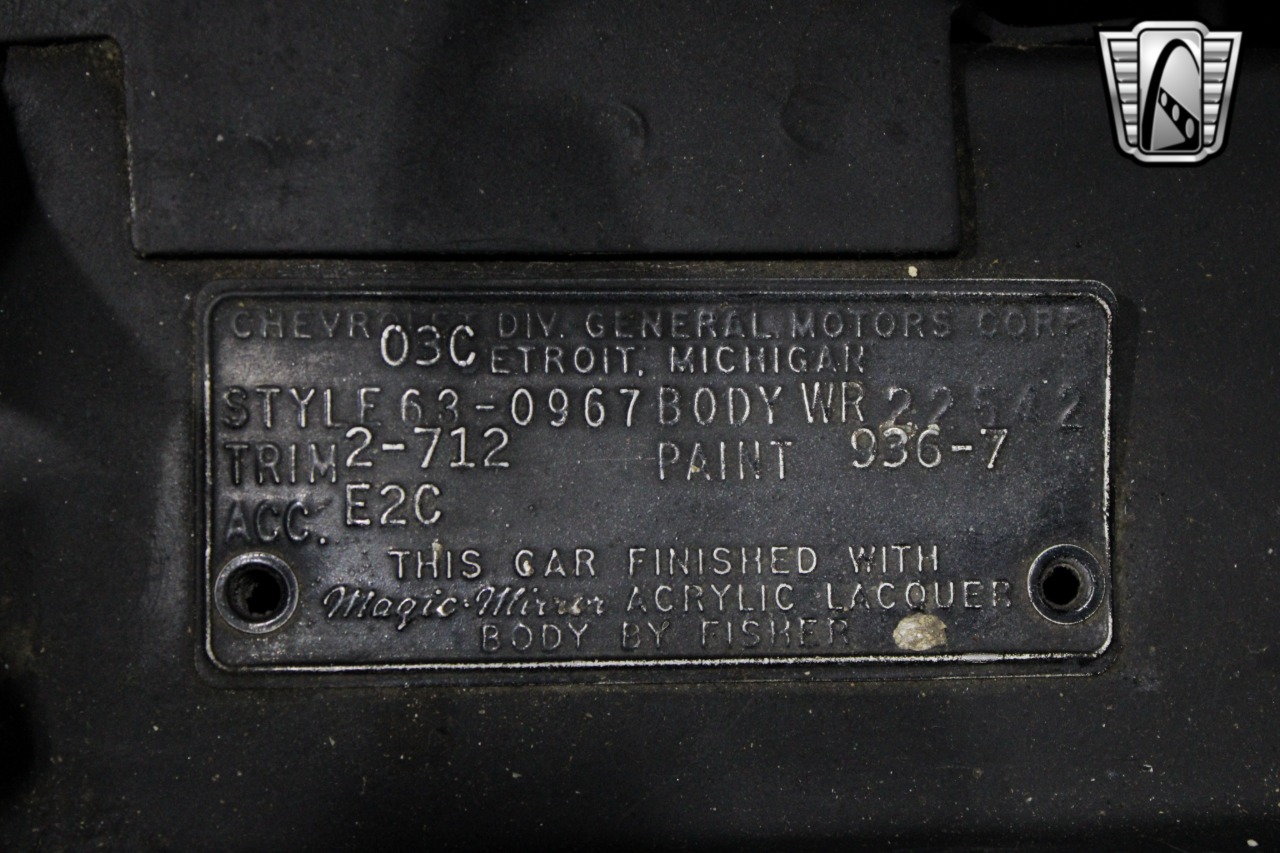 CHEVROLET DIV. GENERAL MOTORS CORP.
03C DETROIT, MICHIGAN
STYLE 63-0967 BODY WR 22542
TRIM 2-712 PAINT 936-7
ACC. E2C
THIS CAR FINISHED WITH
Magic-Mirror ACRYLIC LACQUER
BODY BY FISHER